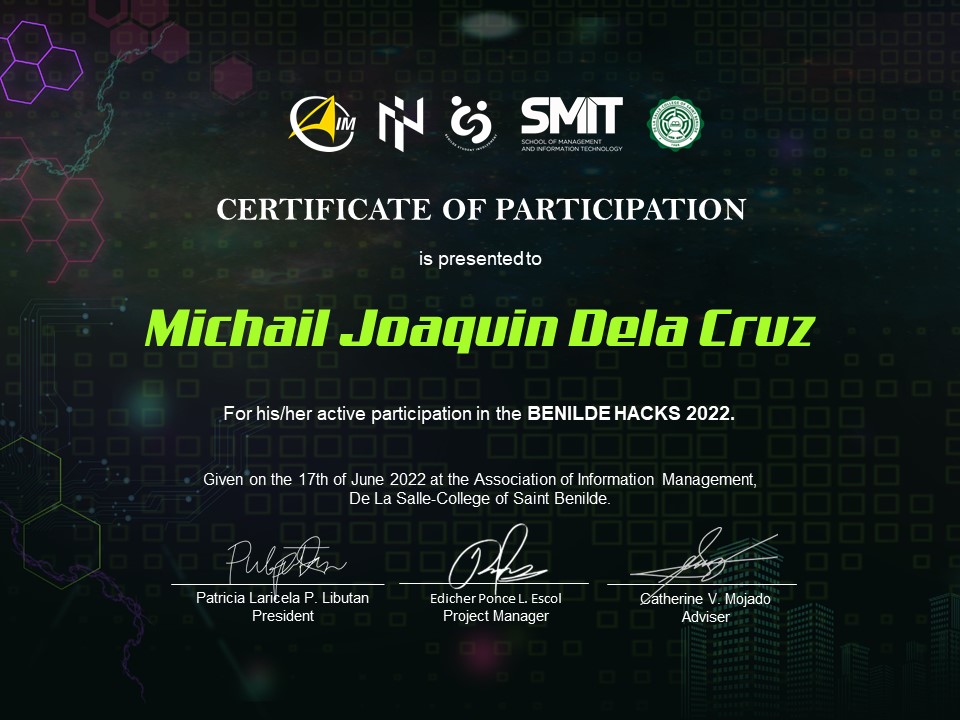 AIM
SMIT
SCHOOL OF MANAGEMENT
AND INFORMATION TECHNOLOGY
CERTIFICATE OF PARTICIPATION
is presented to
Michail Joaquin Dela Cruz
For his/her active participation in the BENILDE HACKS 2022.
Given on the 17th of June 2022 at the Association of Information Management,
De La Salle-College of Saint Benilde.
Patricia Laricela P. Libutan
President
Edicher Ponce L. Escol
Project Manager
Catherine V. Mojado
Adviser